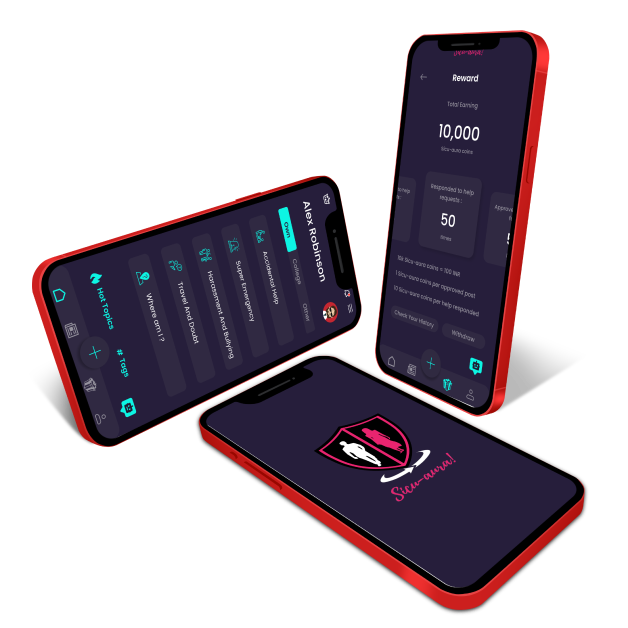 Alex Robinson
Own
College
Other
Accidental Help
Super Emergency
Harassment And Bullying
Travel And Doubt
Where am I ?
Hot Topics
# Tags
Sicu-aura!
Reward
Total Earning
10,000
Sicu-aura coins
Responded to help
requests :
50
times
10k Sicu-aura coins = 100 INR
1 Sicu-aura coins per approved post
10 Sicu-aura coins per help responded
Check Your History
Withdraw
Sicu-aura!